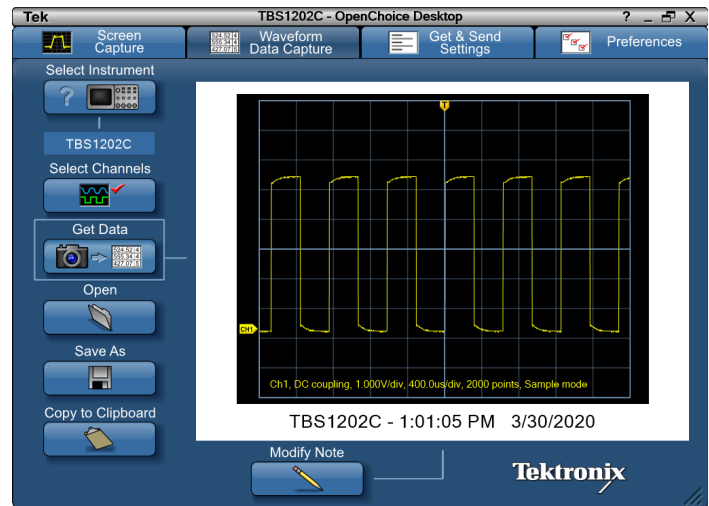 Tek
TBS1202C - OpenChoice Desktop
? _ X
Screen
Capture
Waveform
Data Capture
Get & Send
Settings
Preferences
Select Instrument
?
TBS1202C
Select Channels
Get Data
Open
Save As
Copy to Clipboard
T
CH1
Ch1, DC coupling, 1.000V/div, 400.0us/div, 2000 points, Sample mode
TBS1202C - 1:01:05 PM 3/30/2020
Modify Note
Tektronix